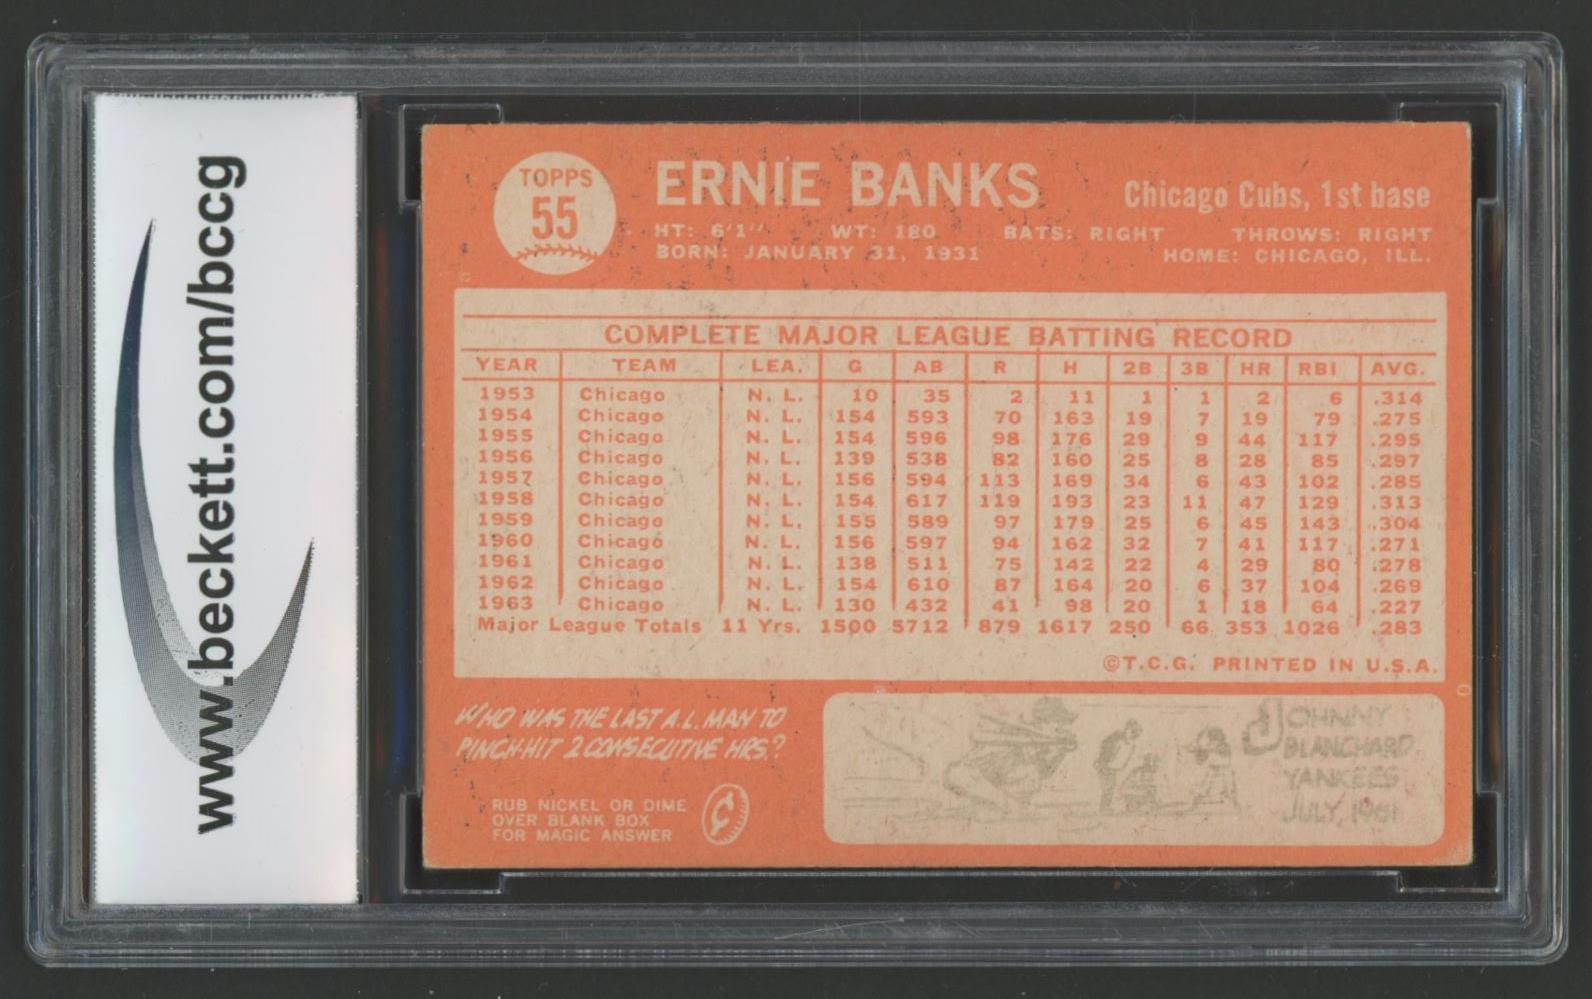 www.beckett.com/bccg
TOPPS
55
ERNIE BANKS
Chicago Cubs, 1st base
HT: 6'1" WT: 180 BATS: RIGHT THROWS: RIGHT
BORN: JANUARY 31, 1931 HOME: CHICAGO, ILL.
COMPLETE MAJOR LEAGUE BATTING RECORD
YEAR TEAM LEA. G AB R H 2B 3B HR RBI AVG.
1953 Chicago N. L. 10 35 2 11 1 1 2 6 .314
1954 Chicago N. L. 154 593 70 163 19 7 19 79 .275
1955 Chicago N. L. 154 596 98 176 29 9 44 117 .295
1956 Chicago N. L. 139 538 82 160 25 8 28 85 .297
1957 Chicago N. L. 156 594 113 169 34 6 43 102 .285
1958 Chicago N. L. 154 617 119 193 23 11 47 129 .313
1959 Chicago N. L. 155 589 97 179 25 6 45 143 .304
1960 Chicago N. L. 156 597 94 162 32 7 41 117 .271
1961 Chicago N. L. 138 511 75 142 22 4 29 80 .278
1962 Chicago N. L. 154 610 87 164 20 6 37 104 .269
1963 Chicago N. L. 130 432 41 98 20 1 18 64 .227
Major League Totals 11 Yrs. 1500 5712 879 1617 250 66 353 1026 .283
©T.C.G. PRINTED IN U.S.A.
WHO WAS THE LAST A.L. MAN TO
PINCH-HIT 2 CONSECUTIVE HRS.?
RUB NICKEL OR DIME
OVER BLANK BOX
FOR MAGIC ANSWER
JOHNNY
BLANCHARD
YANKEES
JULY, 1961